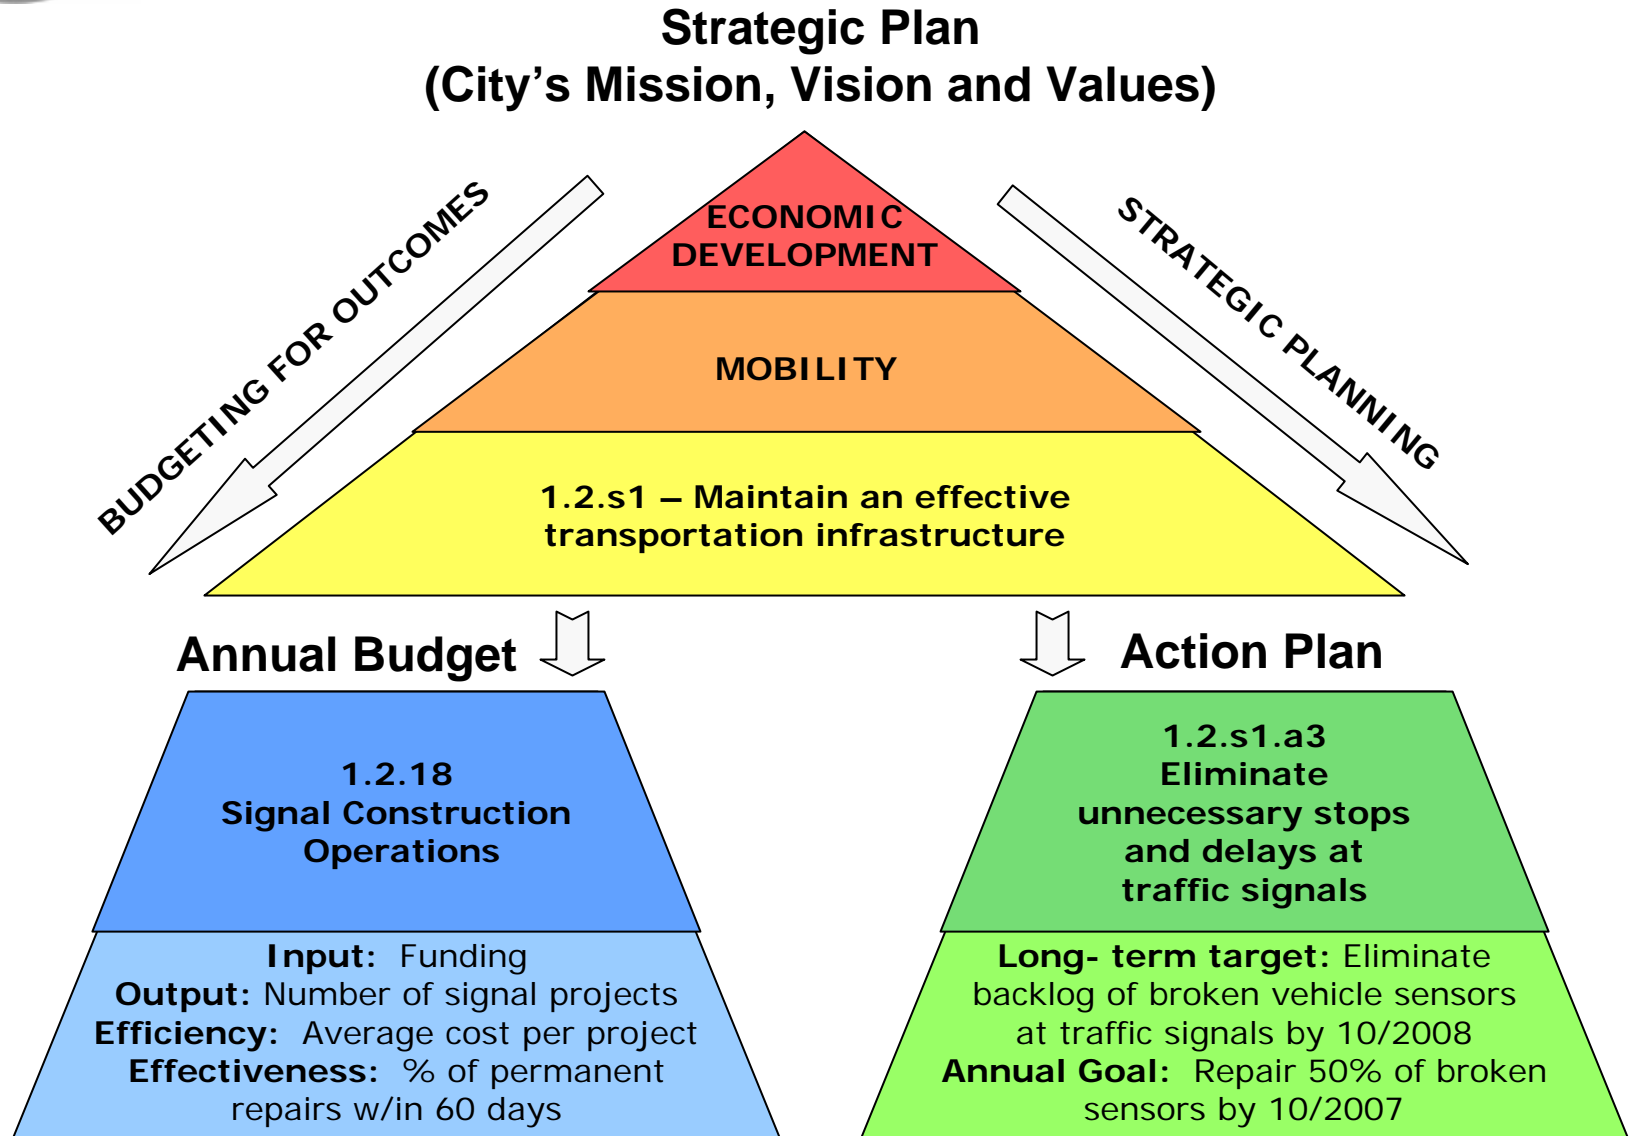 Strategic Plan
(City’s Mission, Vision and Values)
BUDGETING FOR OUTCOMES
STRATEGIC PLANNING
ECONOMIC
DEVELOPMENT
MOBILITY
1.2.s1 – Maintain an effective
transportation infrastructure
Annual Budget
1.2.18
Signal Construction
Operations
Input: Funding
Output: Number of signal projects
Efficiency: Average cost per project
Effectiveness: % of permanent
repairs w/in 60 days
Action Plan
1.2.s1.a3
Eliminate
unnecessary stops
and delays at
traffic signals
Long- term target: Eliminate
backlog of broken vehicle sensors
at traffic signals by 10/2008
Annual Goal: Repair 50% of broken
sensors by 10/2007